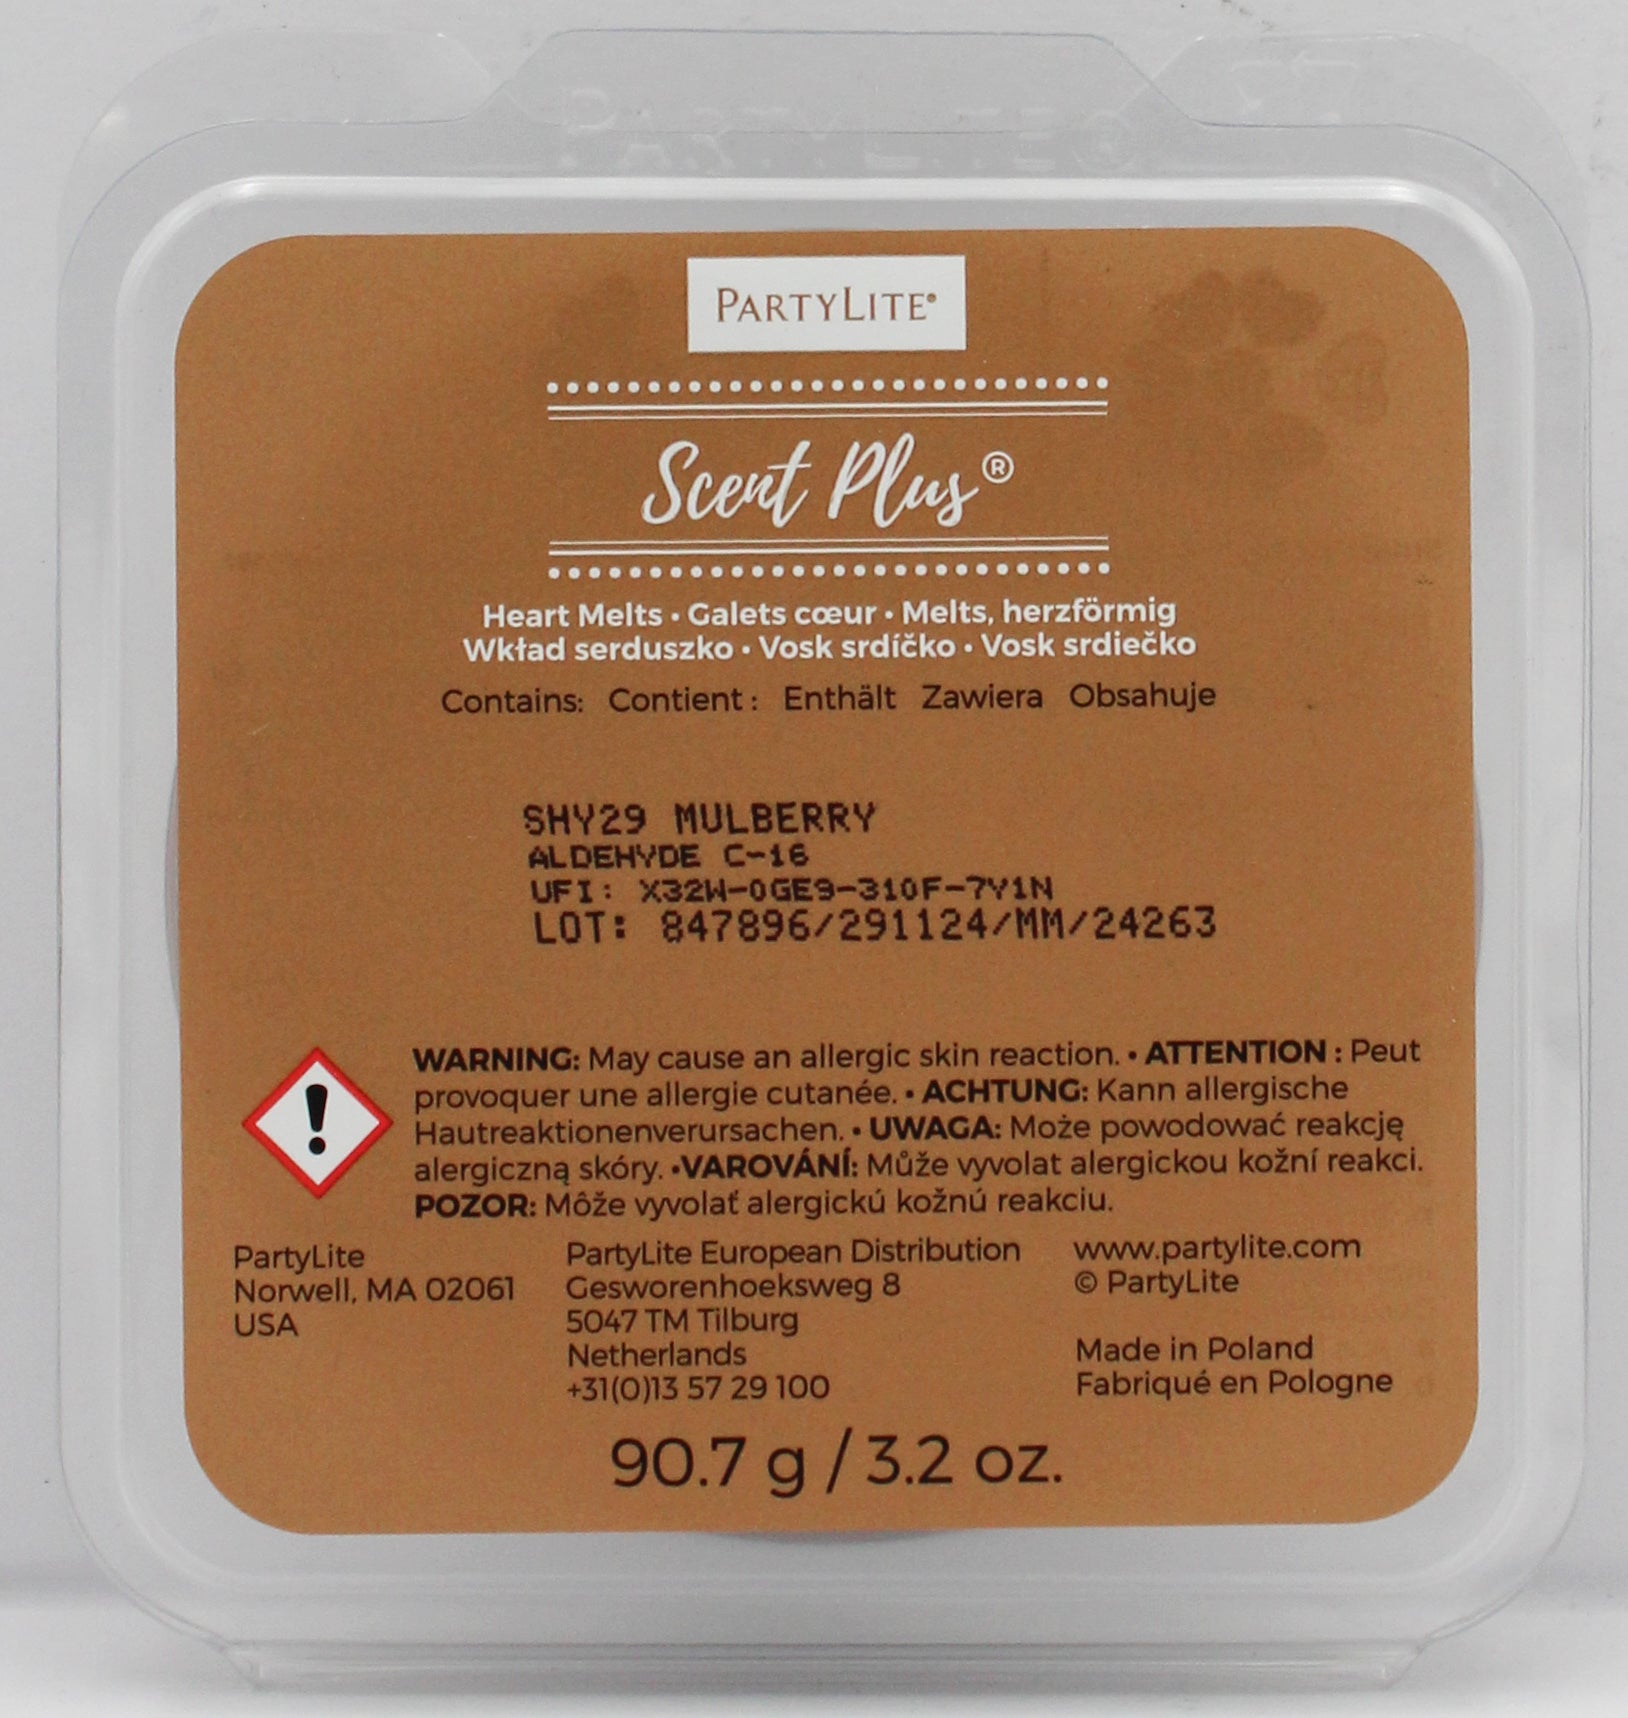 PARTYLITE®
Scent Plus®
Heart Melts • Galets cœur • Melts, herzförmig
Wkład serduszko • Vosk srdíčko • Vosk srdiečko
Contains: Contient : Enthält Zawiera Obsahuje
SHY29 MULBERRY
ALDEHYDE C-16
UFI: X32W-0GE9-310F-7Y1N
LOT: 847896/291124/MM/24263
WARNING: May cause an allergic skin reaction. • ATTENTION : Peut
provoquer une allergie cutanée. • ACHTUNG: Kann allergische
Hautreaktionenverursachen. • UWAGA: Może powodować reakcję
alergiczną skóry. •VAROVÁNÍ: Může vyvolat alergickou kožní reakci.
POZOR: Môže vyvolať alergickú kožnú reakciu.
PartyLite
Norwell, MA 02061
USA
PartyLite European Distribution
Gesworenhoeksweg 8
5047 TM Tilburg
Netherlands
+31(0)13 57 29 100
www.partylite.com
© PartyLite
Made in Poland
Fabriqué en Pologne
90.7 g / 3.2 oz.